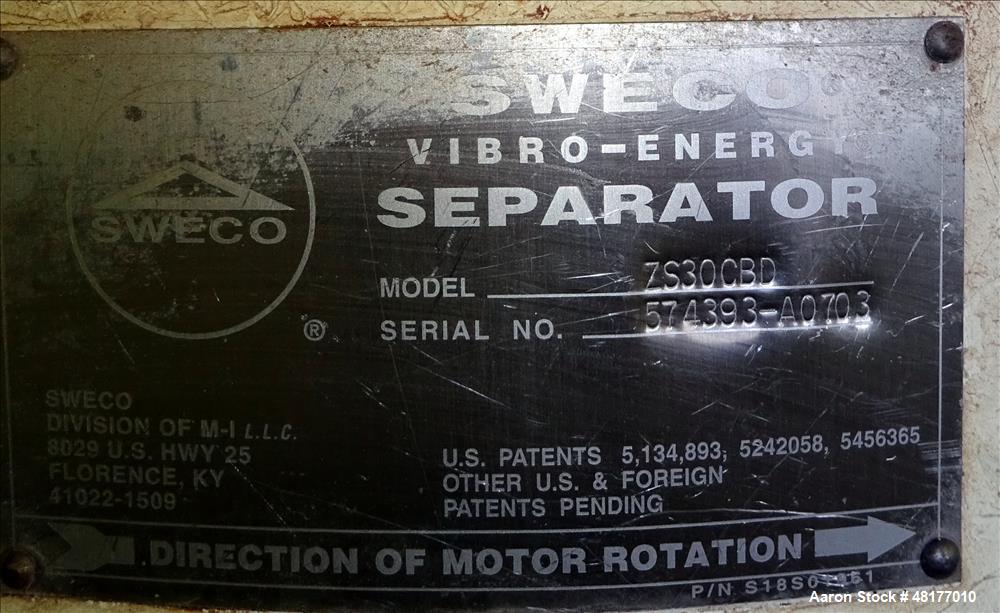 SWECO
VIBRO-ENERGY
SEPARATOR
SWECO
®
MODEL ZS30CBD
SERIAL NO. 574393-A0703
SWECO
DIVISION OF M-I L.L.C.
8029 U.S. HWY 25
FLORENCE, KY
41022-1509
U.S. PATENTS 5,134,893, 5242058, 5456365
OTHER U.S. & FOREIGN
PATENTS PENDING
DIRECTION OF MOTOR ROTATION
P/N
Aaron Stock # 48177010